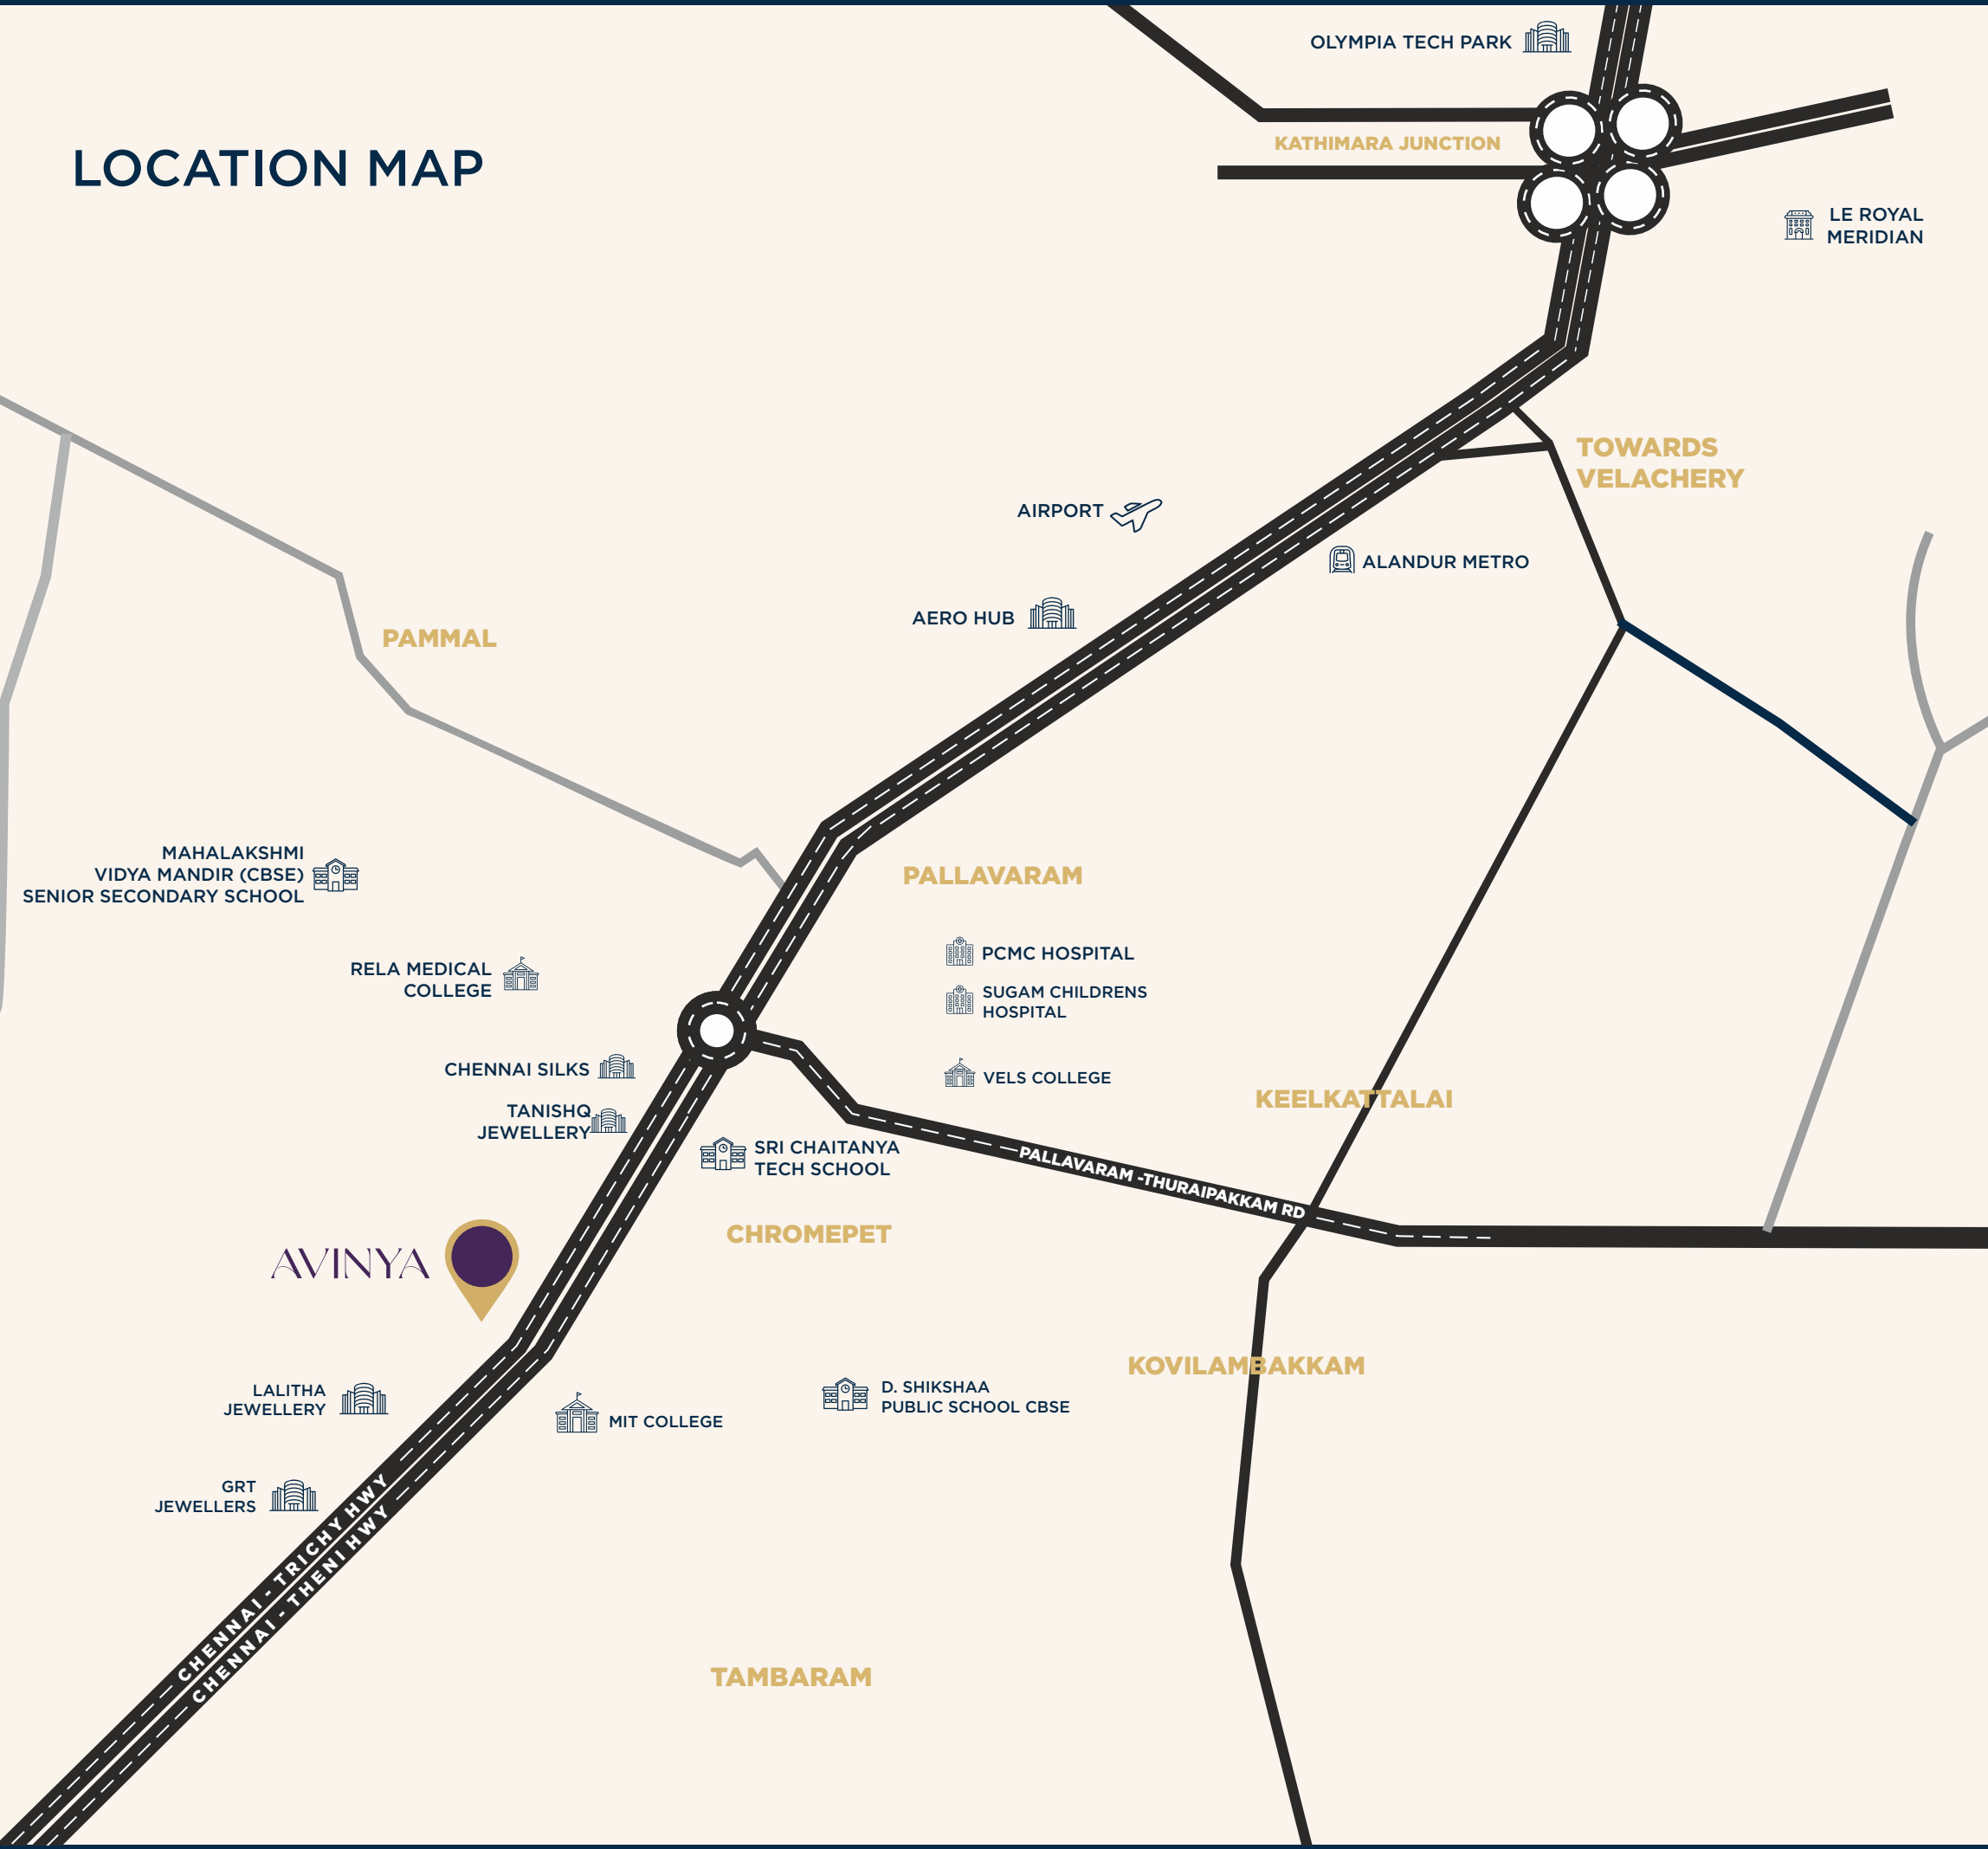 OLYMPIA TECH PARK
KATHIMARA JUNCTION
LOCATION MAP
LE ROYAL
MERIDIAN
TOWARDS
VELACHERY
AIRPORT
ALANDUR METRO
AERO HUB
PAMMAL
MAHALAKSHMI
VIDYA MANDIR (CBSE)
SENIOR SECONDARY SCHOOL
PALLAVARAM
PCMC HOSPITAL
RELA MEDICAL
COLLEGE
SUGAM CHILDRENS
HOSPITAL
CHENNAI SILKS
VELS COLLEGE
KEELKATTALAI
TANISHQ
JEWELLERY
SRI CHAITANYA
TECH SCHOOL
PALLAVARAM -THURAIPAKKAM RD
CHROMEPET
AVINYA
KOVILAMBAKKAM
LALITHA
JEWELLERY
D. SHIKSHAA
PUBLIC SCHOOL CBSE
MIT COLLEGE
GRT
JEWELLERS
CHENNAI - TRICHY HWY
CHENNAI - THENI HWY
TAMBARAM